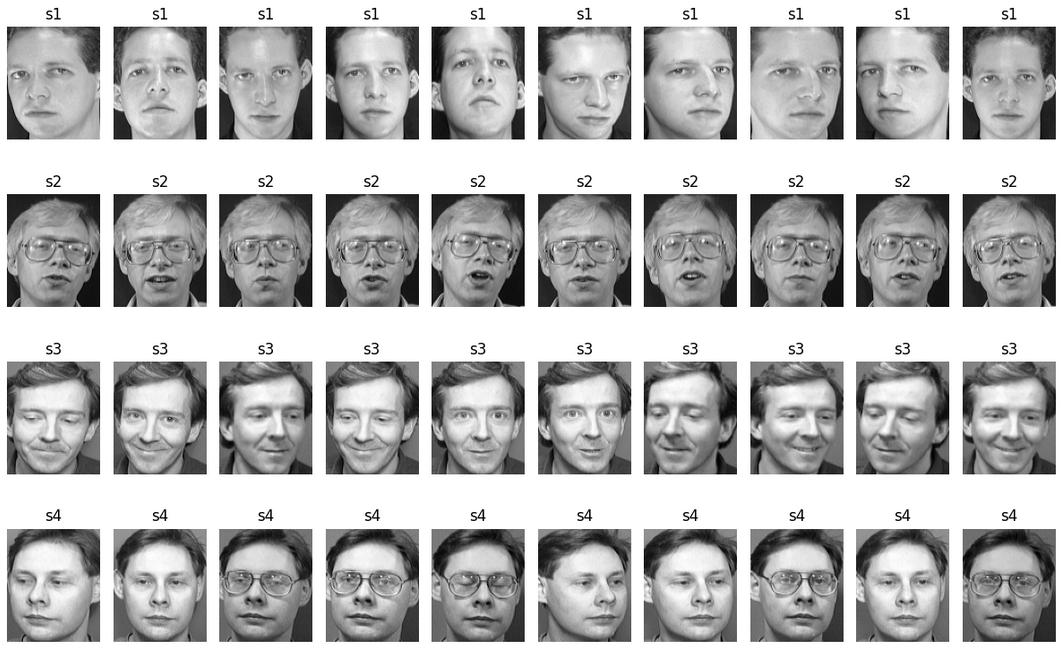 s1 s1 s1 s1 s1 s1 s1 s1 s1 s1
s2 s2 s2 s2 s2 s2 s2 s2 s2 s2
s3 s3 s3 s3 s3 s3 s3 s3 s3 s3
s4 s4 s4 s4 s4 s4 s4 s4 s4 s4